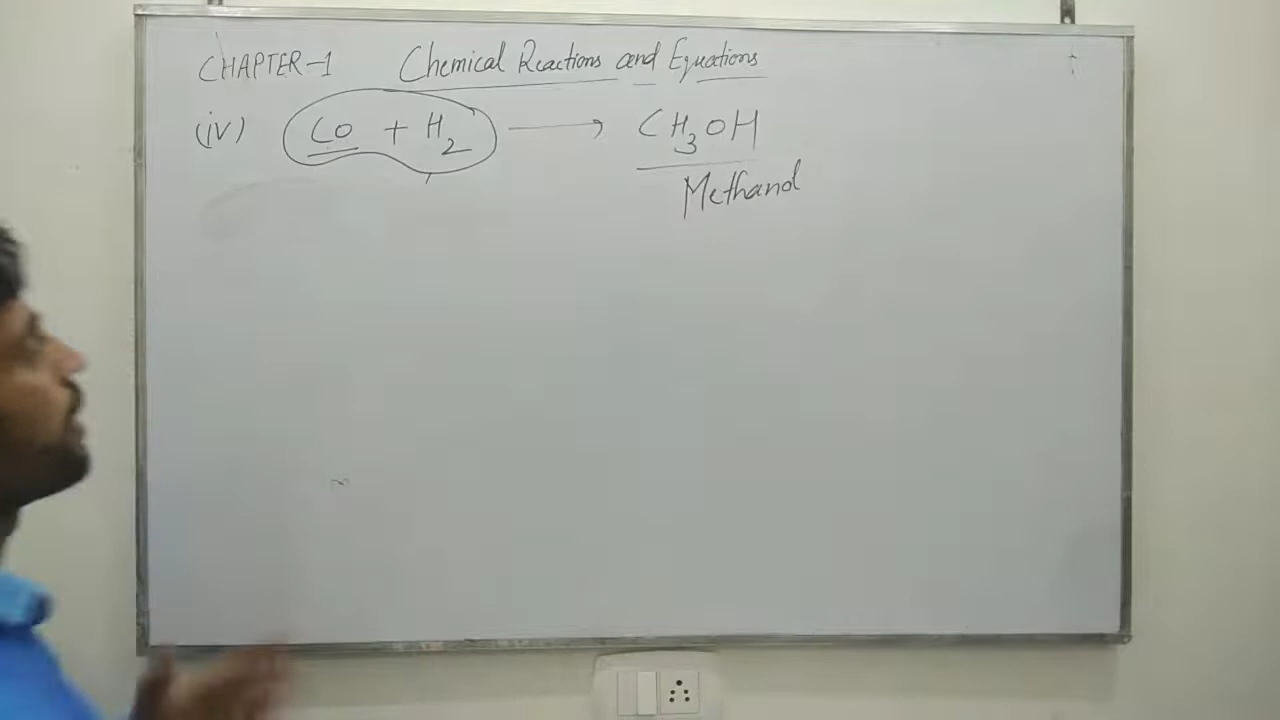 CHAPTER-1 Chemical Reactions and Equations
(iv) CO + H₂ ⟶ CH₃OH
Methanol